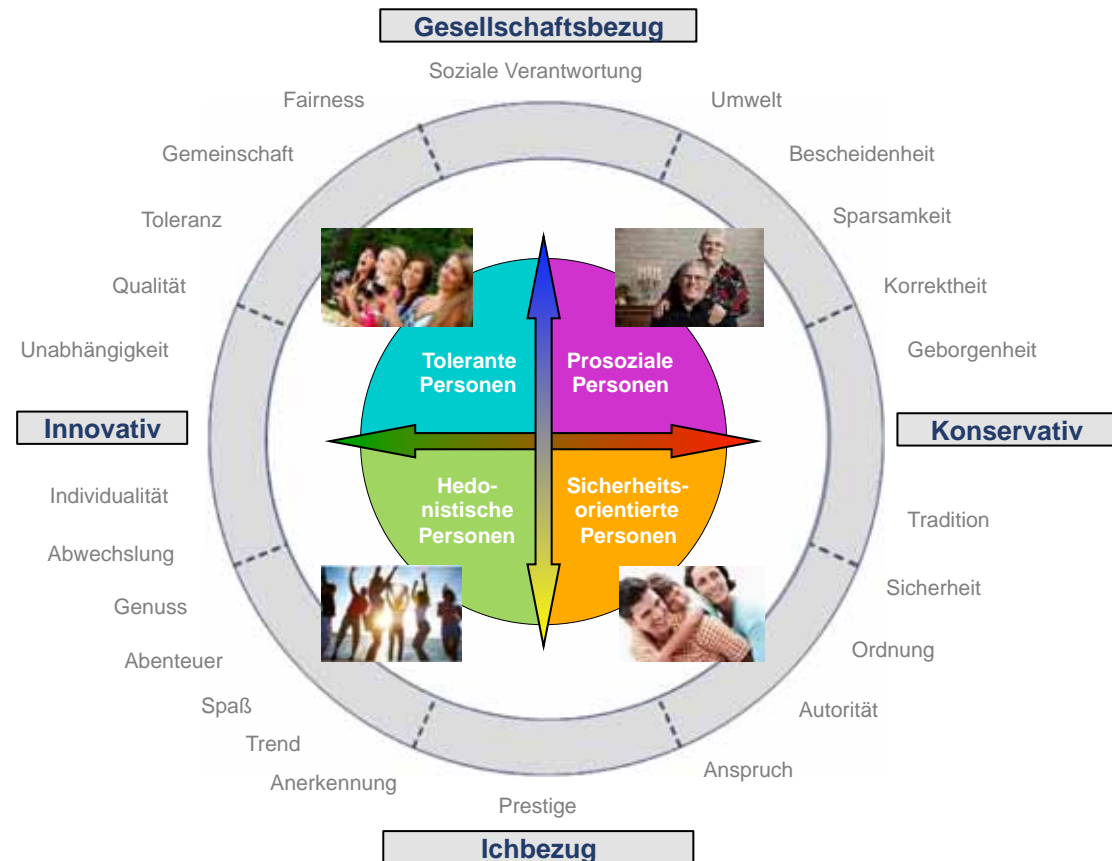 Gesellschaftsbezug
Soziale Verantwortung
Fairness
Umwelt
Gemeinschaft
Bescheidenheit
Toleranz
Sparsamkeit
Qualität
Korrektheit
Unabhängigkeit
Geborgenheit
Tolerante
Personen
Prosoziale
Personen
Innovativ
Konservativ
Hedo-
nistische
Personen
Sicherheits-
orientierte
Personen
Individualität
Tradition
Abwechslung
Sicherheit
Genuss
Ordnung
Abenteuer
Spaß
Autorität
Trend
Anspruch
Anerkennung
Prestige
Ichbezug